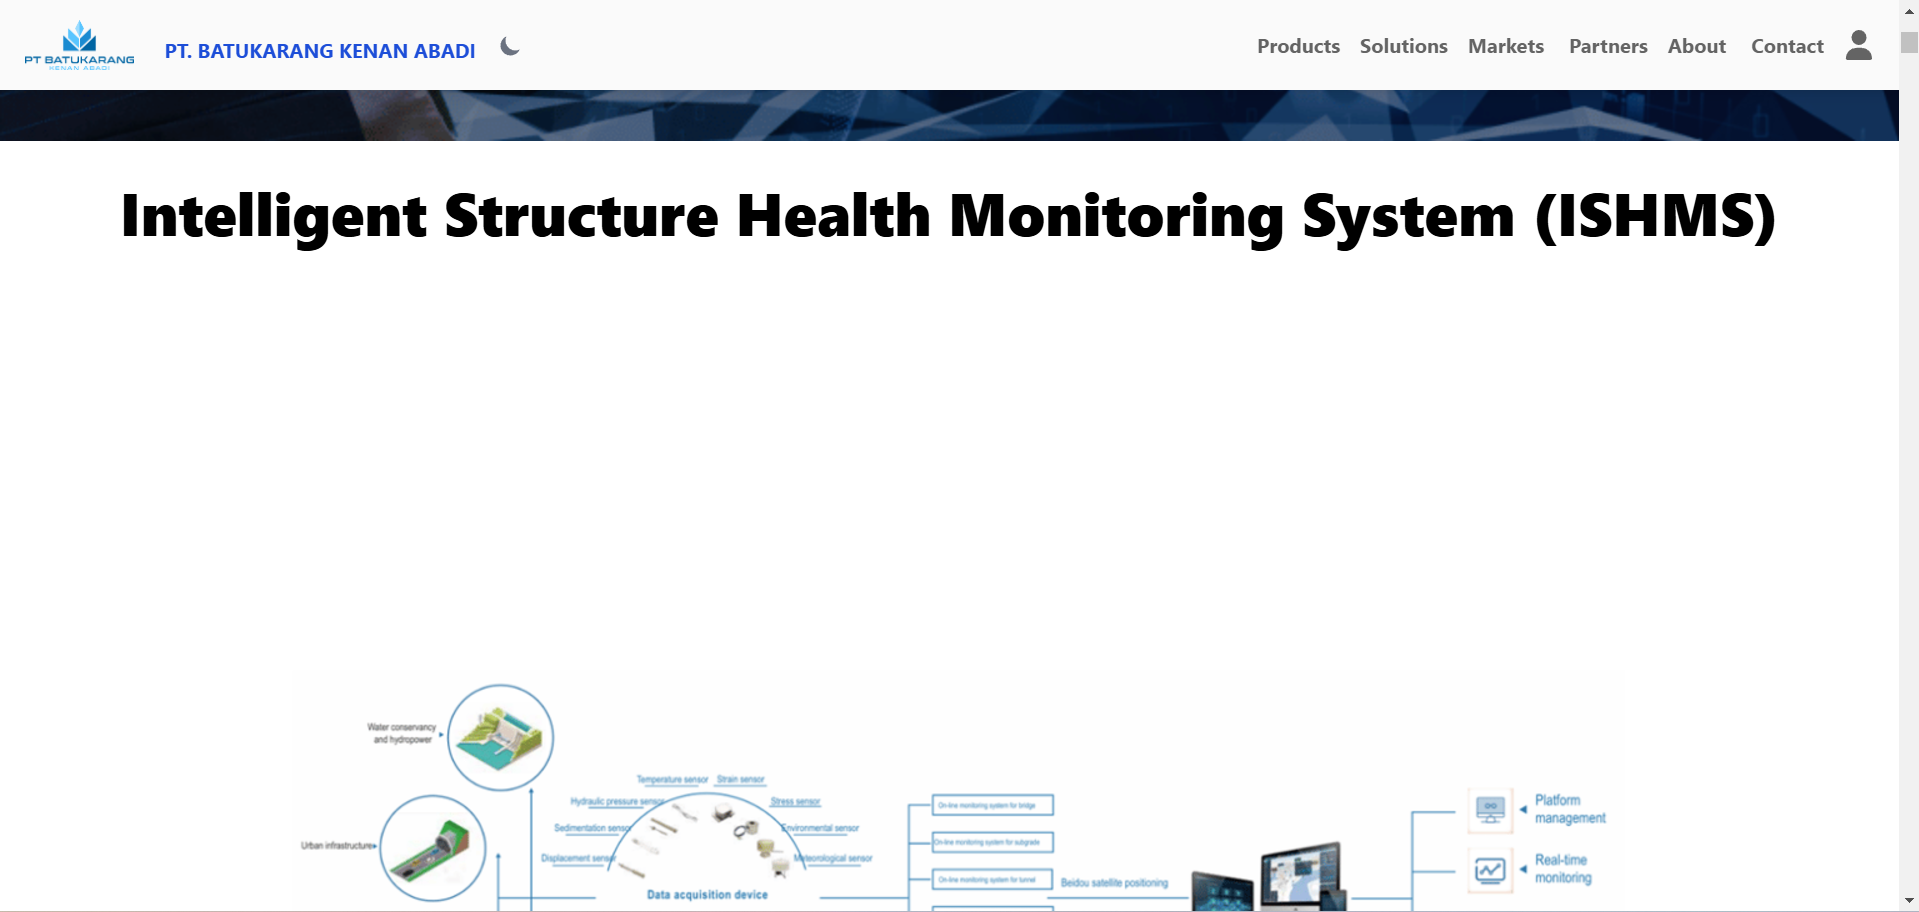 PT BATUKARANG
KENAN ABADI
PT. BATUKARANG KENAN ABADI
Products Solutions Markets Partners About Contact
Intelligent Structure Health Monitoring System (ISHMS)
Water conservancy
and hydropower
Urban infrastructure
Temperature sensor
Strain sensor
Hydraulic pressure sensor
Stress sensor
Sedimentation sensor
Environmental sensor
Displacement sensor
Meteorological sensor
Data acquisition device
On-line monitoring system for bridge
On-line monitoring system for subgrade
On-line monitoring system for tunnel
Beidou satellite positioning
Platform
management
Real-time
monitoring